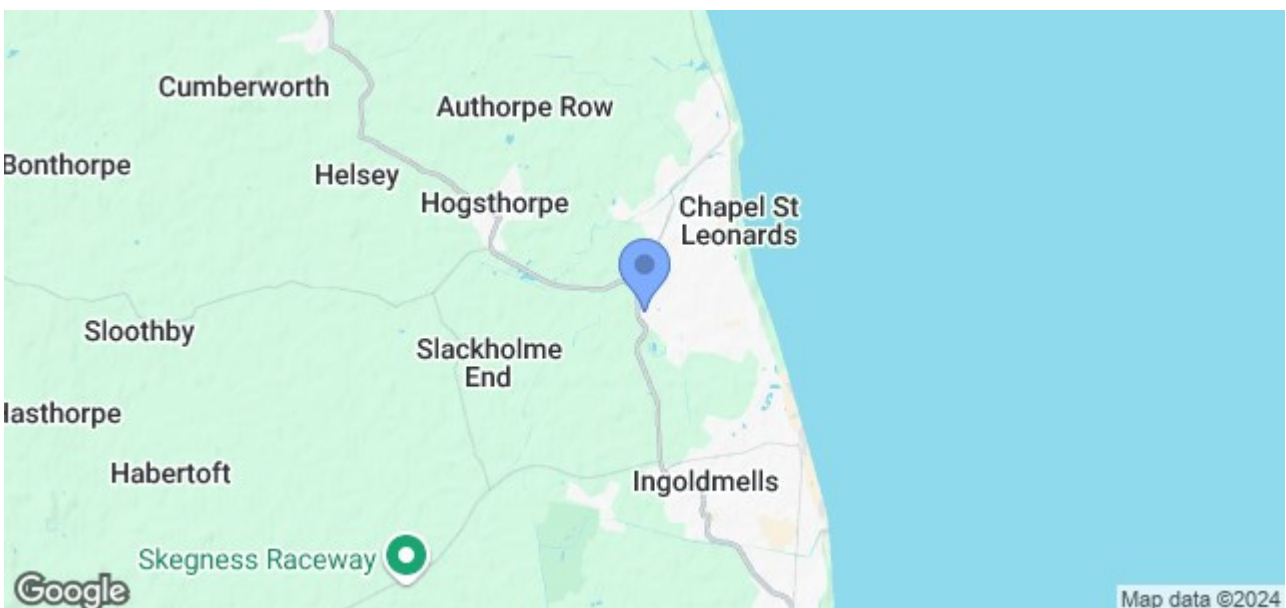 Cumberworth
Authorpe Row
Bonthorpe
Helsey
Hogsthorpe
Chapel St
Leonards
Sloothby
Slackholme
End
Hasthorpe
Habertoft
Ingoldmells
Skegness Raceway
Google
Map data ©2024